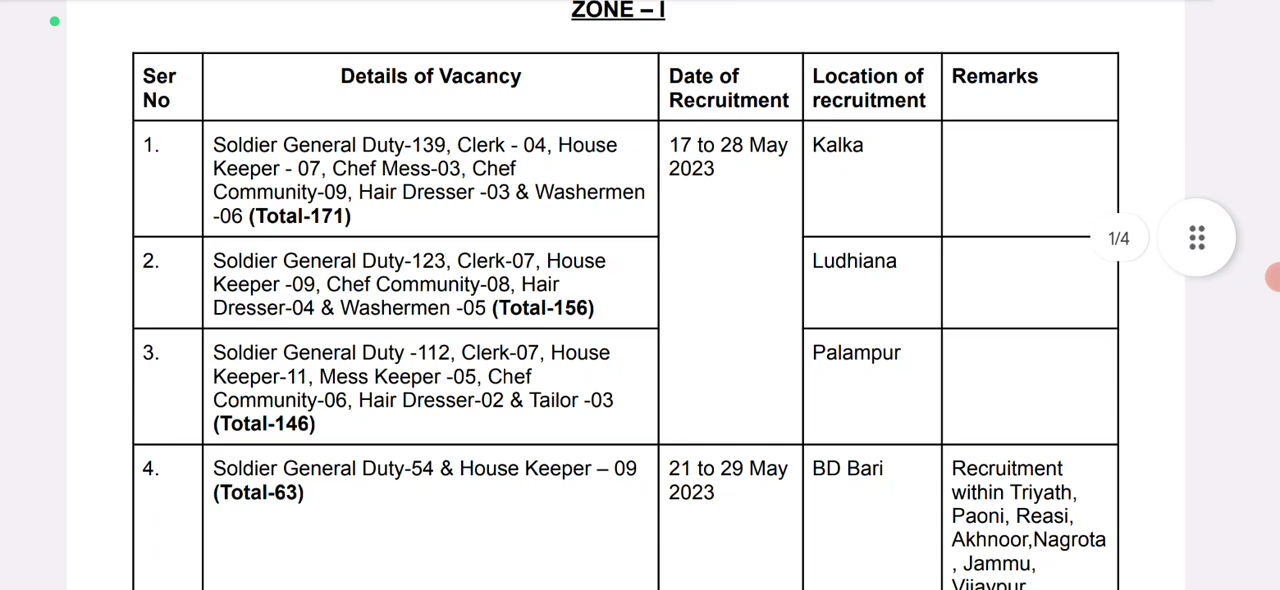 ZONE – I
Ser No
Details of Vacancy
Date of Recruitment
Location of recruitment
Remarks
1.
Soldier General Duty-139, Clerk - 04, House
Keeper - 07, Chef Mess-03, Chef
Community-09, Hair Dresser -03 & Washermen
-06 (Total-171)
17 to 28 May
2023
Kalka
2.
Soldier General Duty-123, Clerk-07, House
Keeper -09, Chef Community-08, Hair
Dresser-04 & Washermen -05 (Total-156)
Ludhiana
3.
Soldier General Duty -112, Clerk-07, House
Keeper-11, Mess Keeper -05, Chef
Community-06, Hair Dresser-02 & Tailor -03
(Total-146)
Palampur
4.
Soldier General Duty-54 & House Keeper – 09
(Total-63)
21 to 29 May
2023
BD Bari
Recruitment
within Triyath,
Paoni, Reasi,
Akhnoor,Nagrota
, Jammu,
Vijaypur
1/4